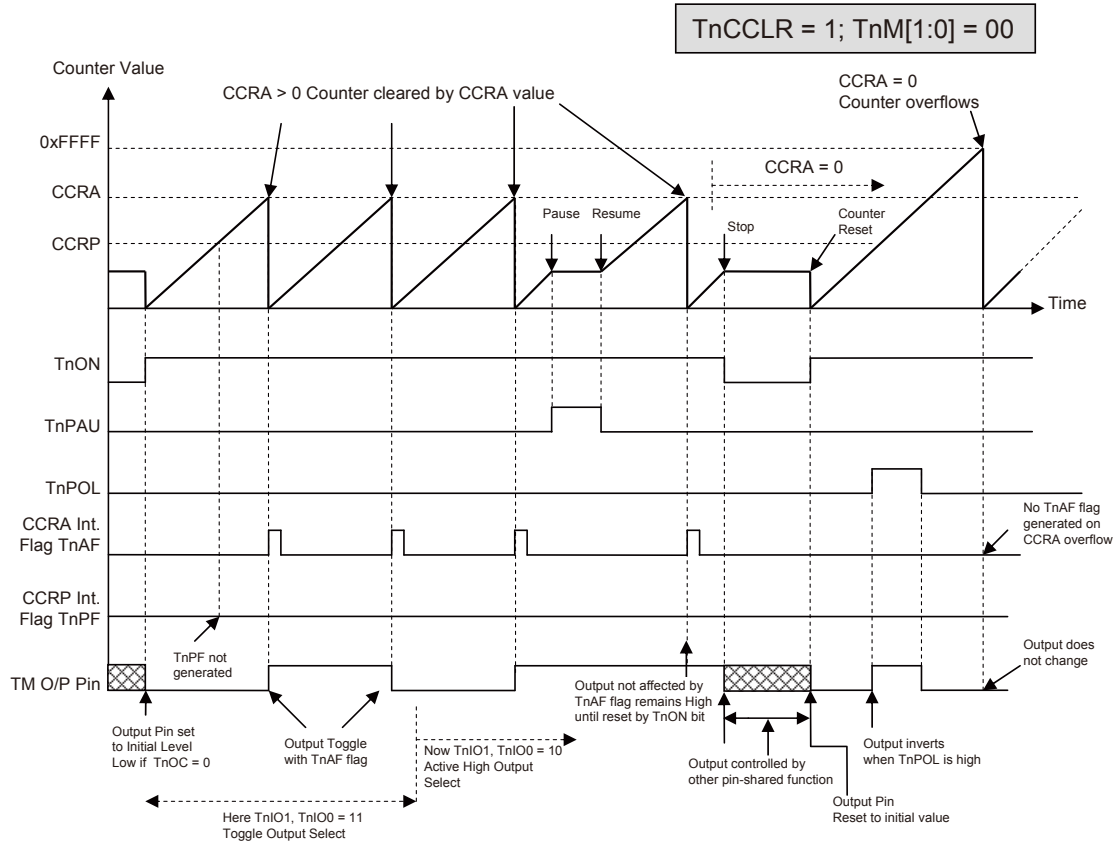 TnCCLR = 1; TnM[1:0] = 00
Counter Value
CCRA > 0 Counter cleared by CCRA value
CCRA = 0
Counter overflows
0xFFFF
CCRA = 0
CCRA
Pause
Resume
Stop
Counter
Reset
CCRP
Time
TnON
TnPAU
TnPOL
CCRA Int.
Flag TnAF
No TnAF flag
generated on
CCRA overflow
CCRP Int.
Flag TnPF
TnPF not
generated
Output does
not change
TM O/P Pin
Output not affected by
TnAF flag remains High
until reset by TnON bit
Output Pin set
to Initial Level
Low if TnOC = 0
Output Toggle
with TnAF flag
Now TnIO1, TnIO0 = 10
Active High Output
Select
Output controlled by
other pin-shared function
Output inverts
when TnPOL is high
Output Pin
Reset to initial value
Here TnIO1, TnIO0 = 11
Toggle Output Select